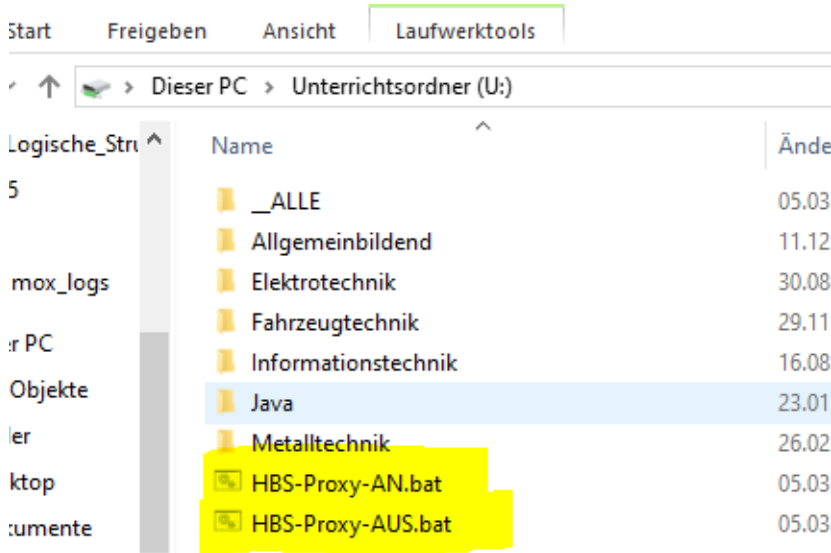 Start Freigeben Ansicht Laufwerktools
Dieser PC > Unterrichtsordner (U:)
Logische_Stru
Name Ände
5
__ALLE 05.03
Allgemeinbildend 11.12
mox_logs
Elektrotechnik 30.08
Fahrzeugtechnik 29.11
er PC
Informationstechnik 16.08
Objekte
Java 23.01
ler
Metalltechnik 26.02
ktop
HBS-Proxy-AN.bat 05.03
kumente
HBS-Proxy-AUS.bat 05.03